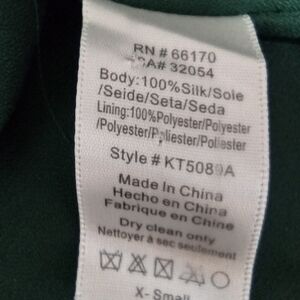 RN # 66170
CA# 32054
Body:100%Silk/Soie
/Seide/Seta/Seda
Lining:100%Polyester/Polyester
/Polyester/Poliester/Poliester
Style # KT5089A
Made In China
Hecho en China
Fabrique en Chine
Dry clean only
Nettoyer à sec seulement
X- Small